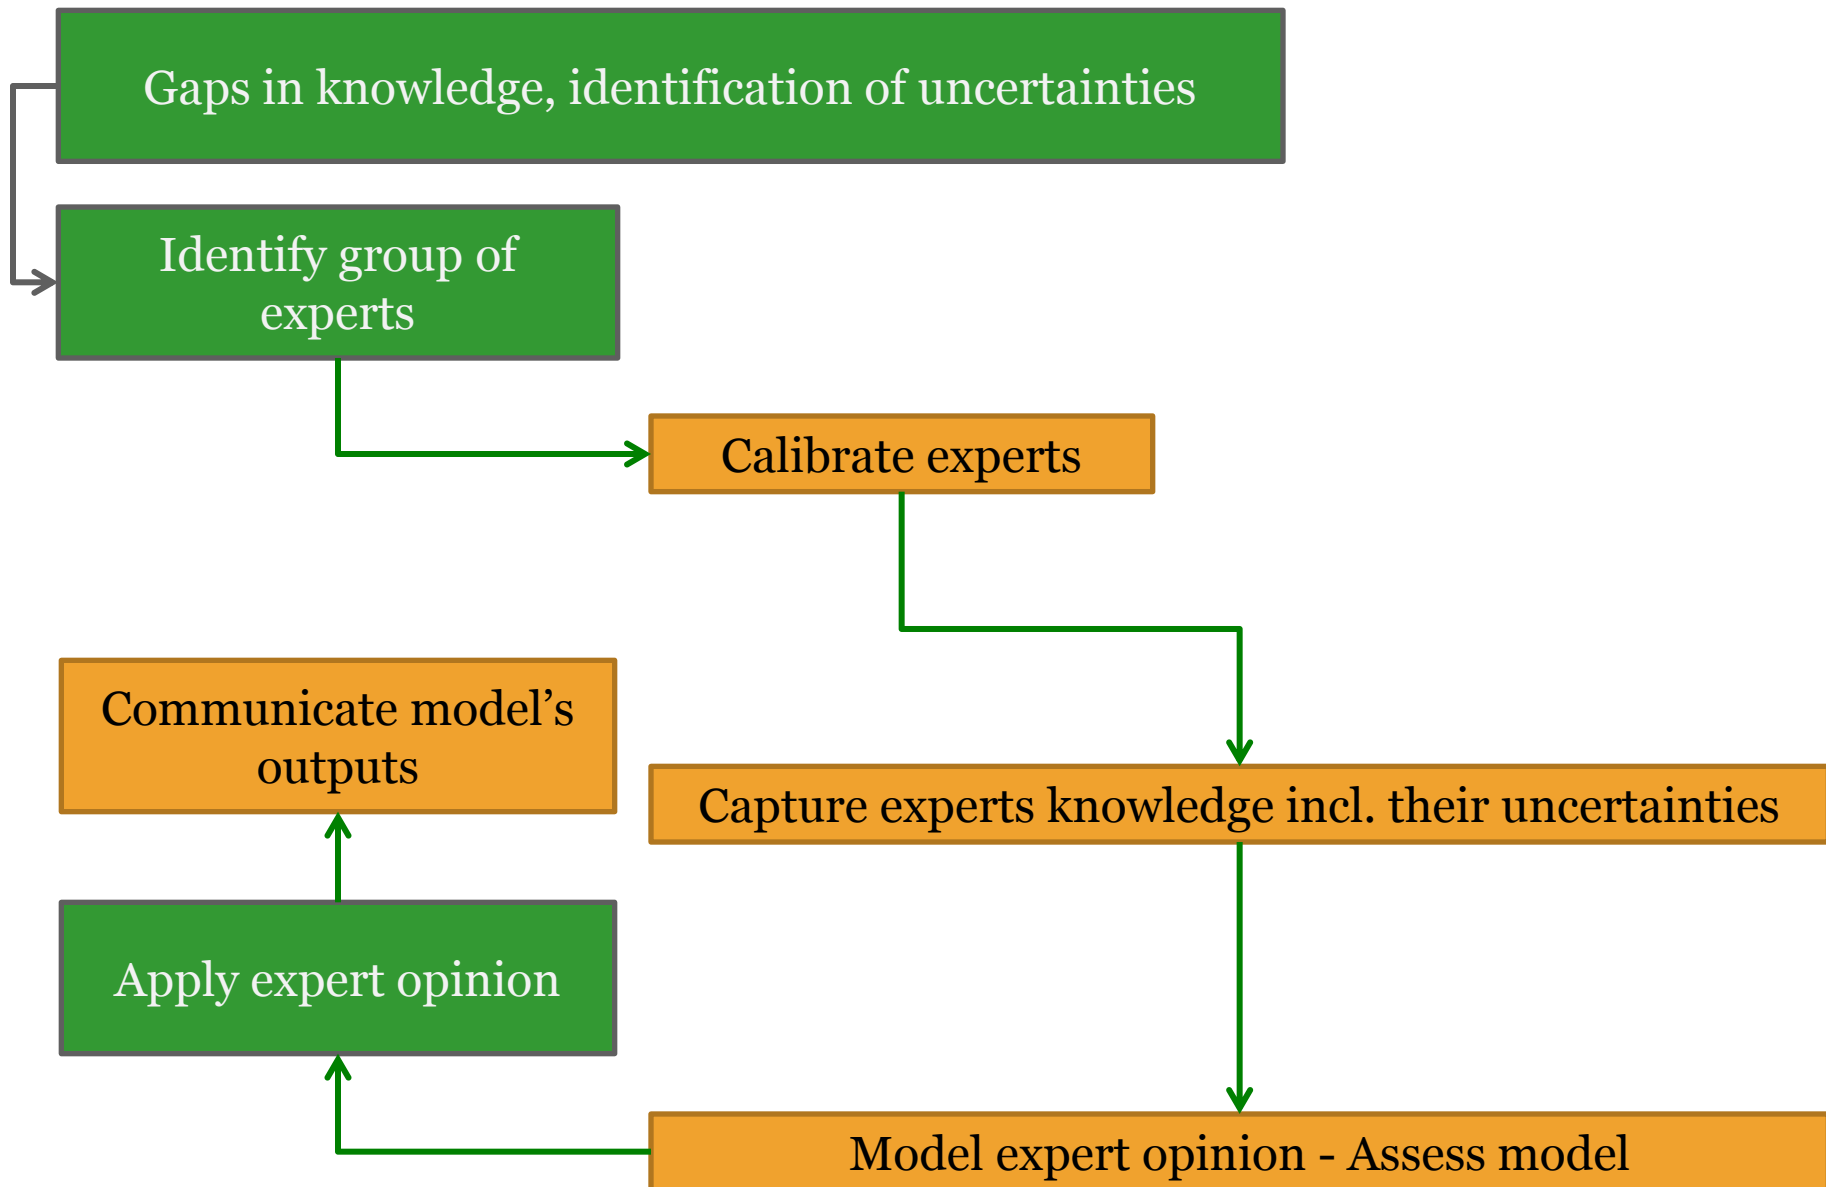 Gaps in knowledge, identification of uncertainties
Identify group of
experts
Calibrate experts
Communicate model’s
outputs
Capture experts knowledge incl. their uncertainties
Apply expert opinion
Model expert opinion - Assess model